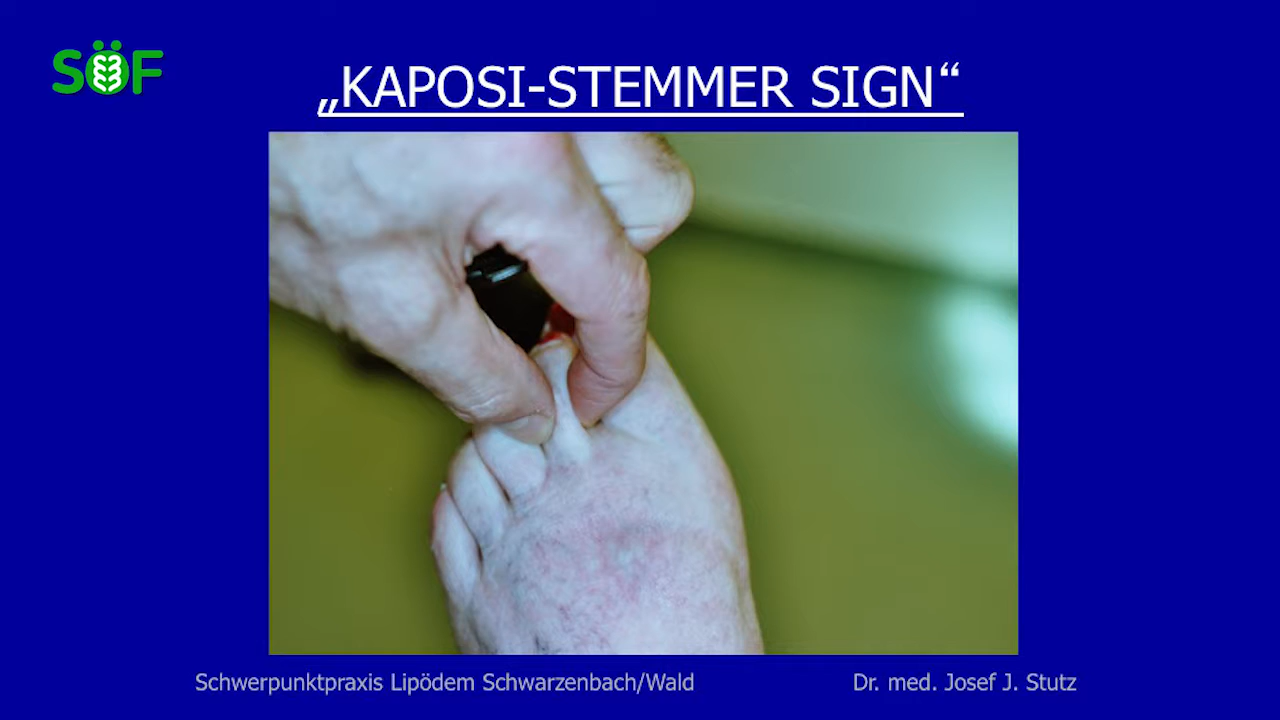 SÖF
„KAPOSI-STEMMER SIGN“
Schwerpunktpraxis Lipödem Schwarzenbach/Wald Dr. med. Josef J. Stutz